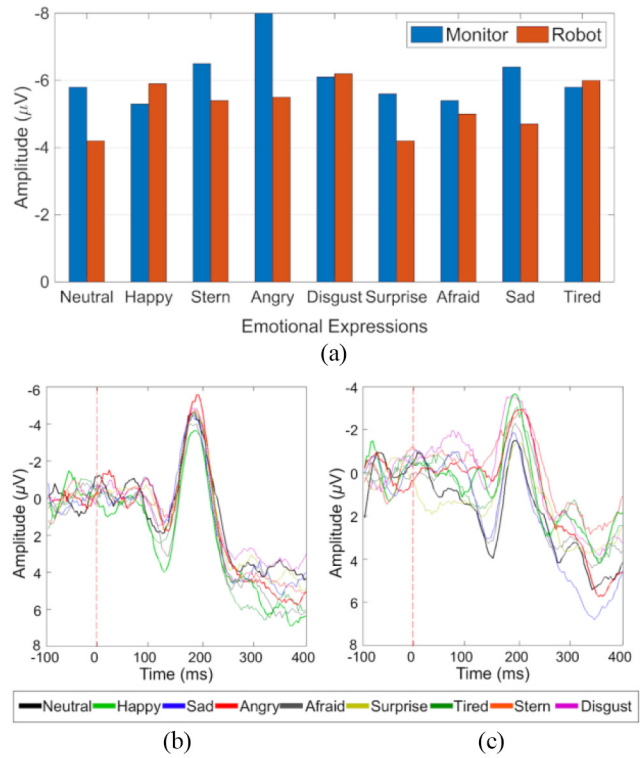 -8
-6
-4
-2
0
Amplitude (μV)
Monitor Robot
Neutral Happy Stern Angry Disgust Surprise Afraid Sad Tired
Emotional Expressions
(a)
-6
-4
-2
0
2
4
6
8
Amplitude (μV)
-100 0 100 200 300 400
Time (ms)
-4
-2
0
2
4
6
8
Amplitude (μV)
-100 0 100 200 300 400
Time (ms)
Neutral Happy Sad Angry Afraid Surprise Tired Stern Disgust
(b) (c)